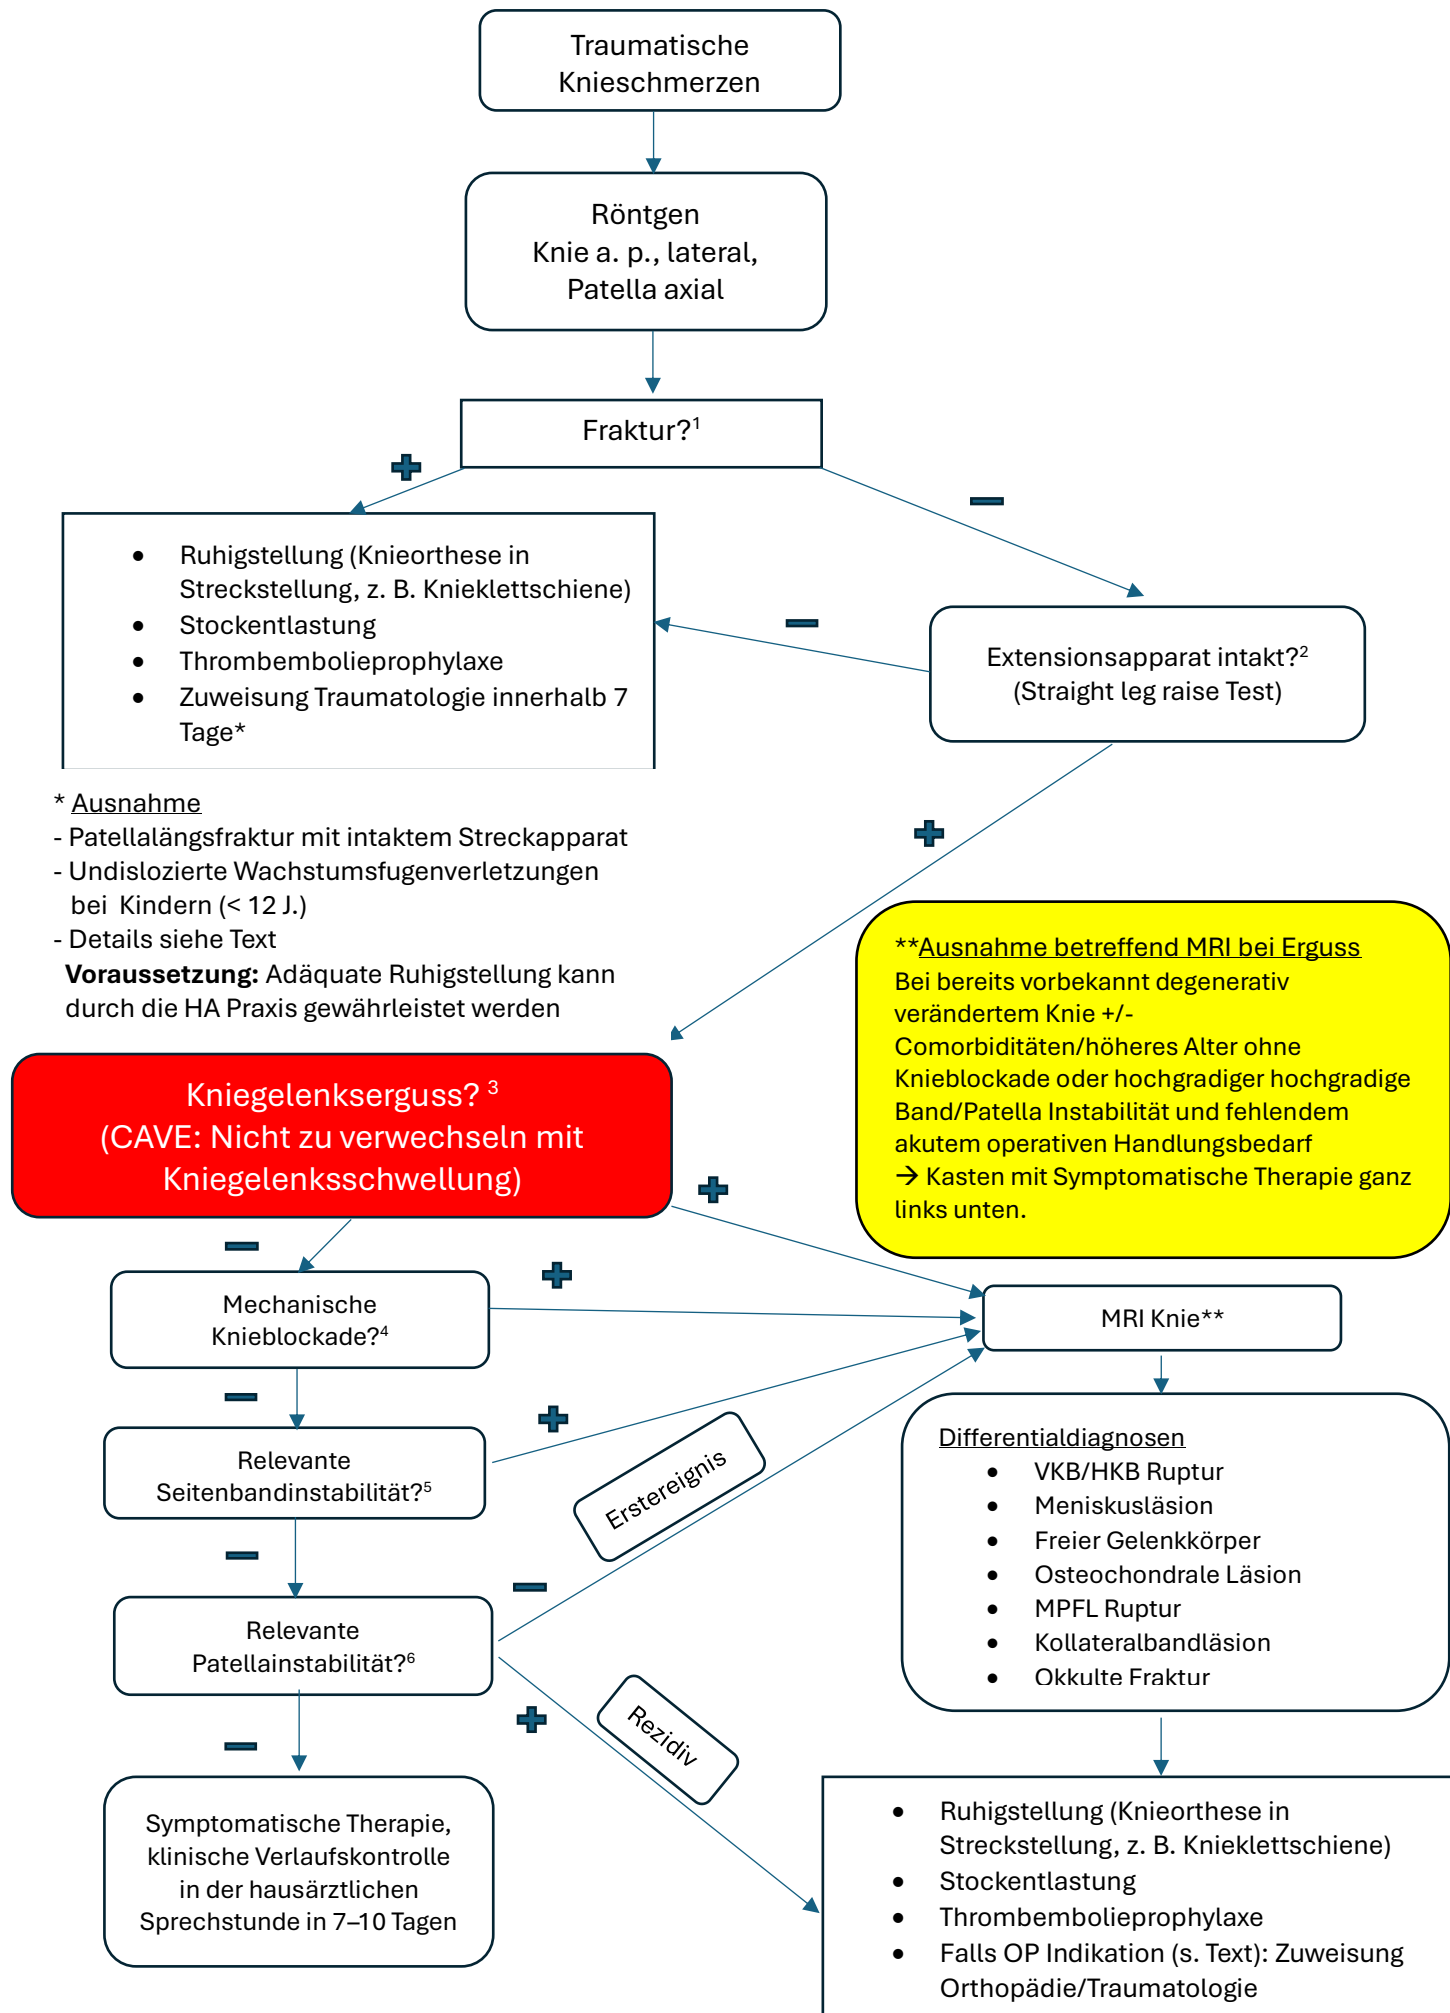 Traumatische
Knieschmerzen
Röntgen
Knie a. p., lateral,
Patella axial
Fraktur?¹
• Ruhigstellung (Knieorthese in
Streckstellung, z. B. Knieklettschiene)
• Stockentlastung
• Thrombembolieprophylaxe
• Zuweisung Traumatologie innerhalb 7
Tage*
Extensionsapparat intakt?²
(Straight leg raise Test)
* Ausnahme
- Patellalängsfraktur mit intaktem Streckapparat
- Undislozierte Wachstumsfugenverletzungen
bei Kindern (< 12 J.)
- Details siehe Text
Voraussetzung: Adäquate Ruhigstellung kann
durch die HA Praxis gewährleistet werden
**Ausnahme betreffend MRI bei Erguss
Bei bereits vorbekannt degenerativ
verändertem Knie +/-
Comorbiditäten/höheres Alter ohne
Knieblockade oder hochgradiger hochgradige
Band/Patella Instabilität und fehlendem
akutem operativen Handlungsbedarf
→ Kasten mit Symptomatische Therapie ganz
links unten.
Kniegelenkserguss? ³
(CAVE: Nicht zu verwechseln mit
Kniegelenksschwellung)
Mechanische
Knieblockade?⁴
MRI Knie**
Relevante
Seitenbandinstabilität?⁵
Erstereignis
Differentialdiagnosen
• VKB/HKB Ruptur
• Meniskusläsion
• Freier Gelenkkörper
• Osteochondrale Läsion
• MPFL Ruptur
• Kollateralbandläsion
• Okkulte Fraktur
Relevante
Patellainstabilität?⁶
Rezidiv
Symptomatische Therapie,
klinische Verlaufskontrolle
in der hausärztlichen
Sprechstunde in 7–10 Tagen
• Ruhigstellung (Knieorthese in
Streckstellung, z. B. Knieklettschiene)
• Stockentlastung
• Thrombembolieprophylaxe
• Falls OP Indikation (s. Text): Zuweisung
Orthopädie/Traumatologie